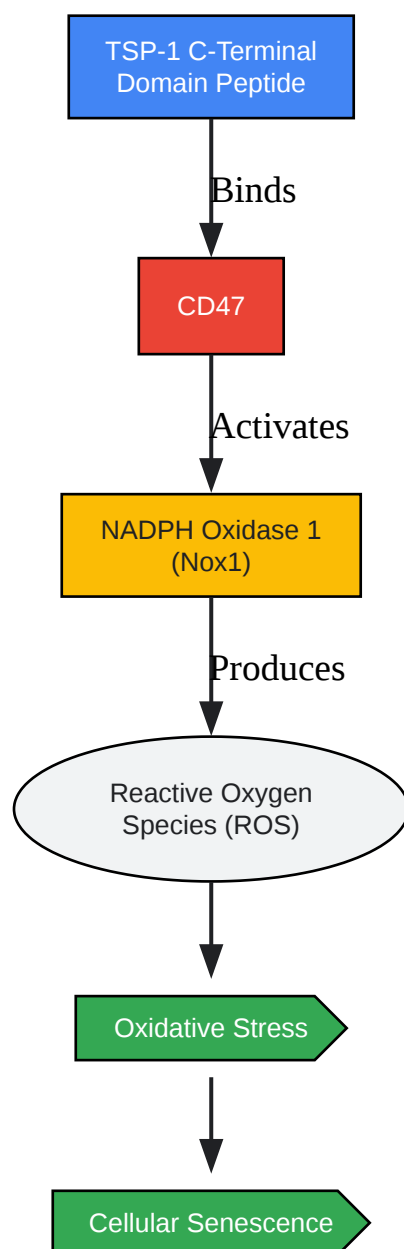 TSP-1 C-Terminal
Domain Peptide
Binds
CD47
Activates
NADPH Oxidase 1
(Nox1)
Produces
Reactive Oxygen
Species (ROS)
Oxidative Stress
Cellular Senescence